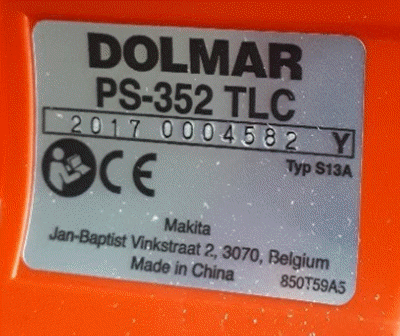 DOLMAR
PS-352 TLC
2017 0004582 Y
CE Typ S13A
Makita
Jan-Baptist Vinkstraat 2, 3070, Belgium
Made in China 850T59A5